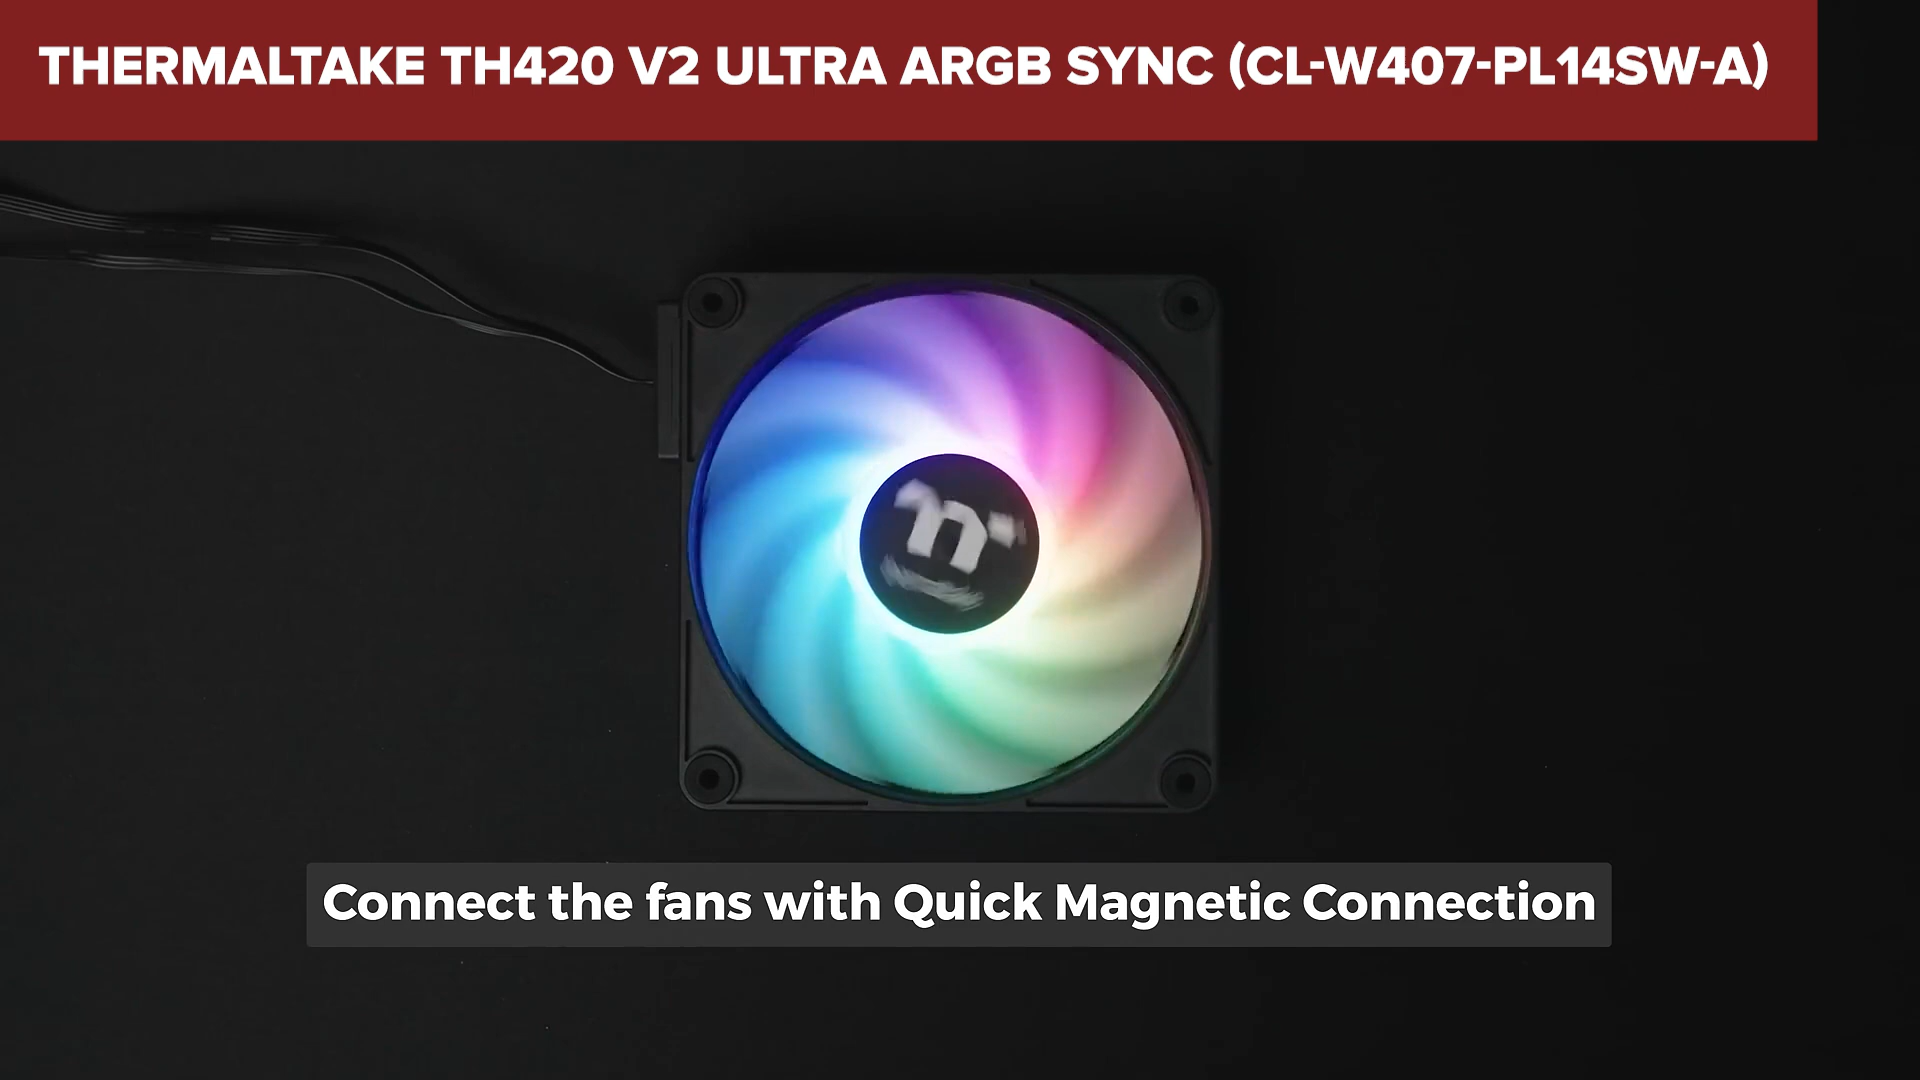 THERMALTAKE TH420 V2 ULTRA ARGB SYNC (CL-W407-PL14SW-A)
Connect the fans with Quick Magnetic Connection